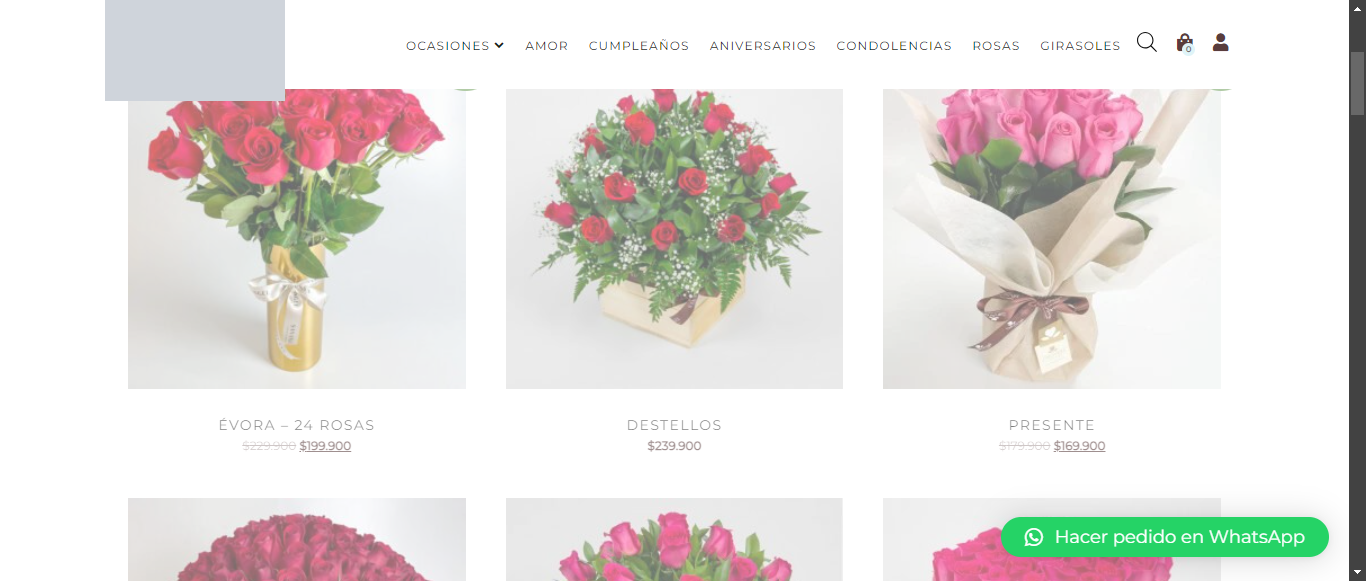 OCASIONES AMOR CUMPLEAÑOS ANIVERSARIOS CONDOLENCIAS ROSAS GIRASOLES 0
ÉVORA – 24 ROSAS
$229.900 $199.900
DESTELLOS
$239.900
PRESENTE
$179.900 $169.900
Hacer pedido en WhatsApp